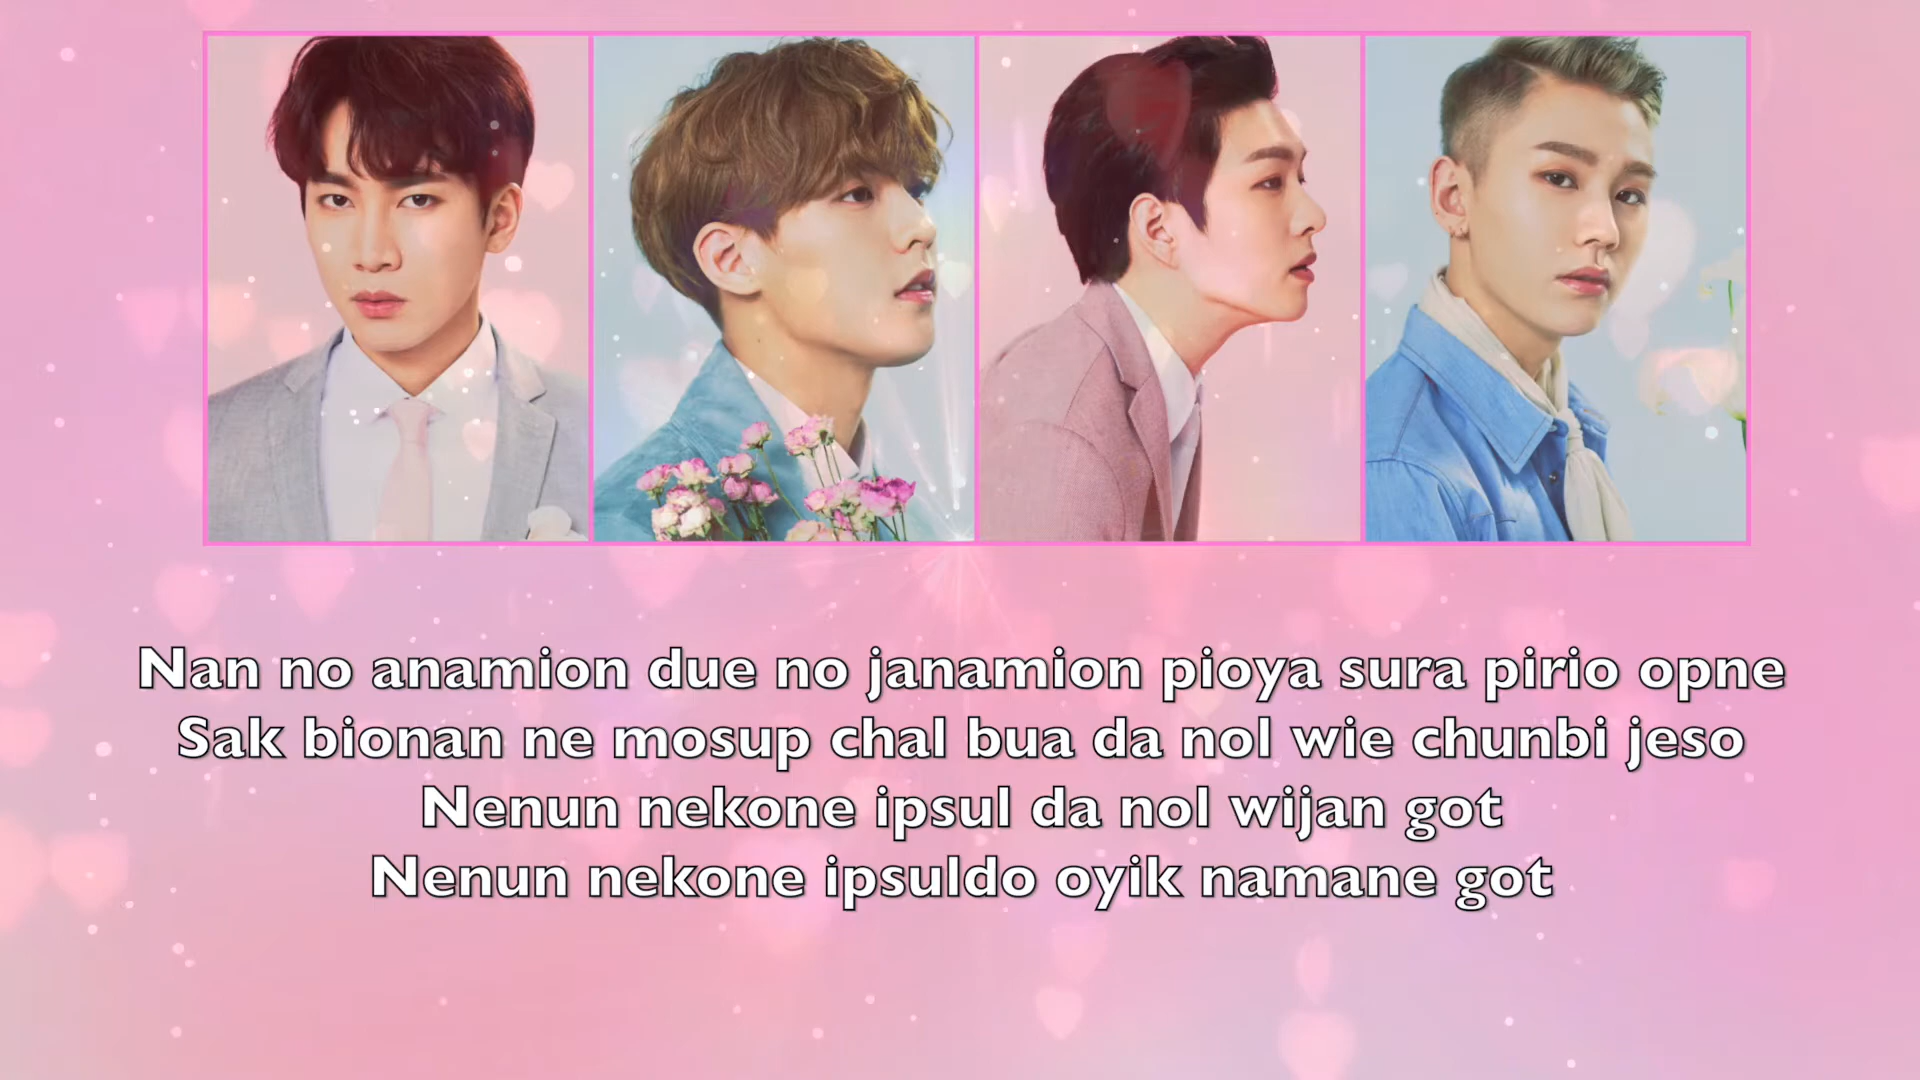 Nan no anamion due no janamion pioya sura pirio opne
Sak bionan ne mosup chal bua da nol wie chunbi jeso
Nenun nekone ipsul da nol wijan got
Nenun nekone ipsuldo oyik namane got